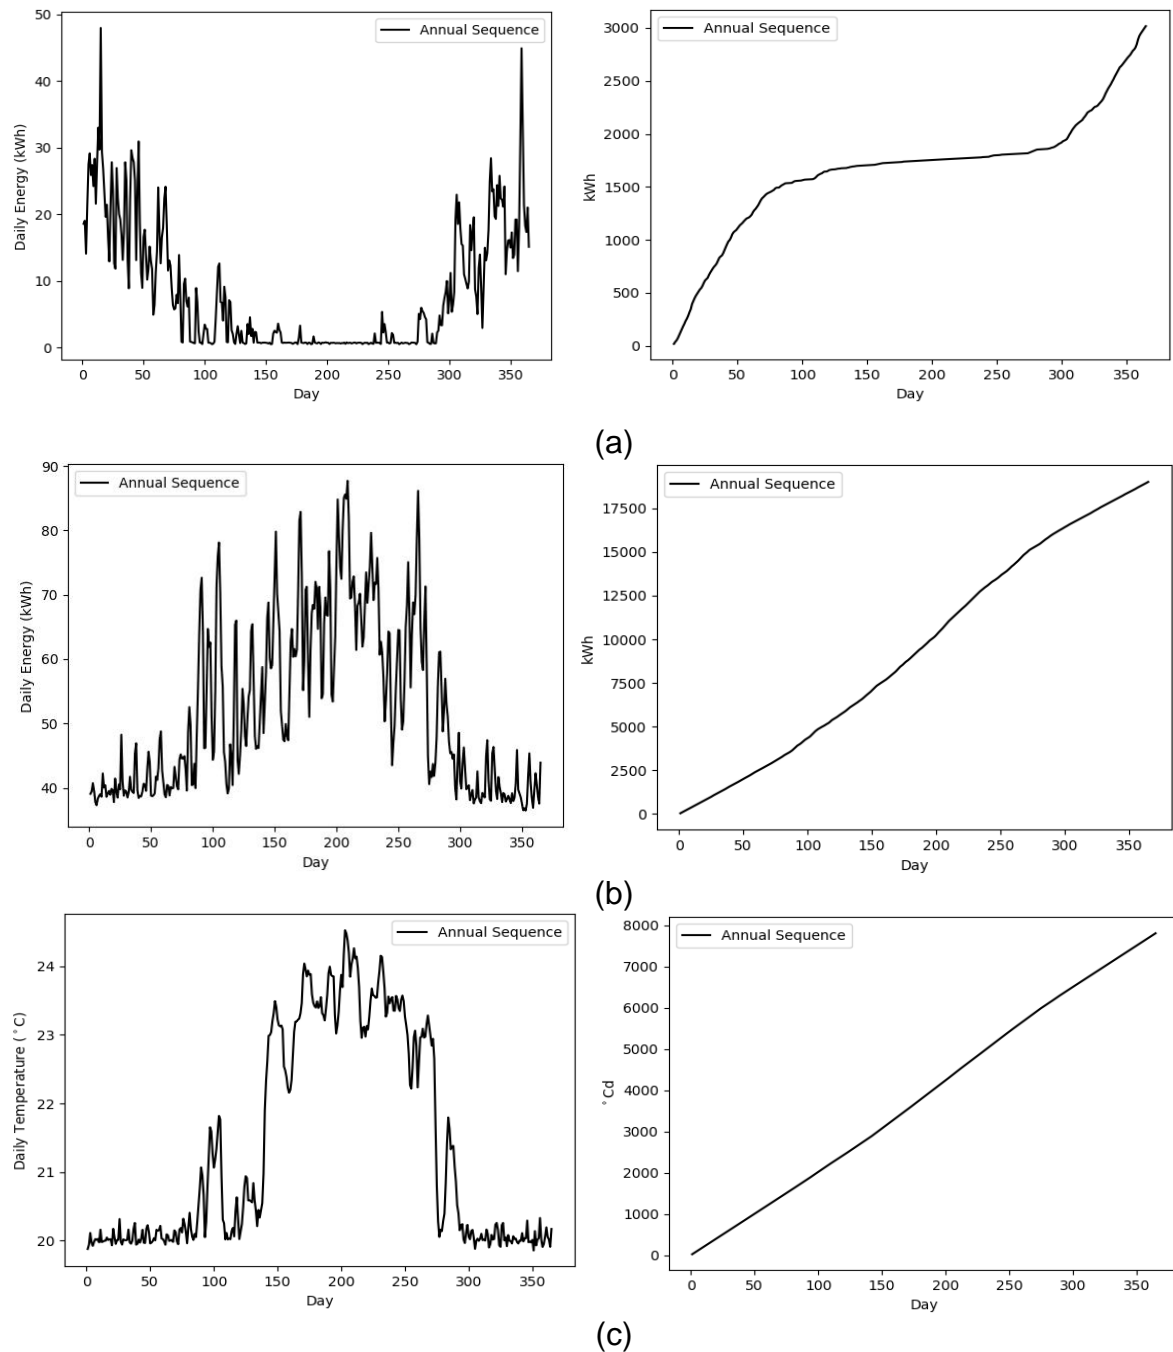 Annual Sequence
Daily Energy (kWh)
50
40
30
20
10
0
0 50 100 150 200 250 300 350
Day
Annual Sequence
kWh
3000
2500
2000
1500
1000
500
0
0 50 100 150 200 250 300 350
Day
(a)
Annual Sequence
Daily Energy (kWh)
90
80
70
60
50
40
0 50 100 150 200 250 300 350
Day
Annual Sequence
kWh
17500
15000
12500
10000
7500
5000
2500
0
0 50 100 150 200 250 300 350
Day
(b)
Annual Sequence
Daily Temperature (°C)
24
23
22
21
20
0 50 100 150 200 250 300 350
Day
Annual Sequence
°Cd
8000
7000
6000
5000
4000
3000
2000
1000
0
0 50 100 150 200 250 300 350
Day
(c)